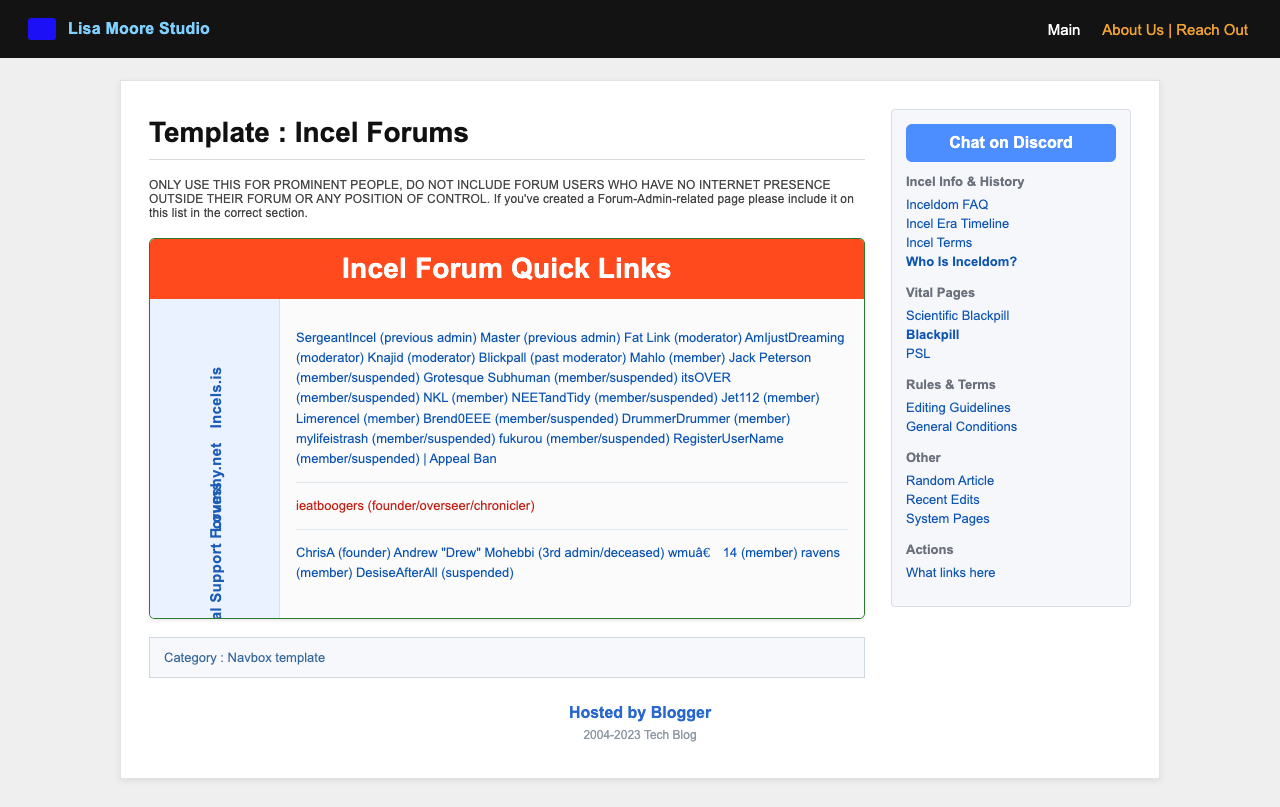 Lisa Moore Studio
Main
About Us | Reach Out
Template : Incel Forums
ONLY USE THIS FOR PROMINENT PEOPLE, DO NOT INCLUDE FORUM USERS WHO HAVE NO INTERNET PRESENCE
OUTSIDE THEIR FORUM OR ANY POSITION OF CONTROL. If you've created a Forum-Admin-related page please include it on
this list in the correct section.
Incel Forum Quick Links
Incels.is
SergeantIncel (previous admin) Master (previous admin) Fat Link (moderator) AmIjustDreaming
(moderator) Knajid (moderator) Blickpall (past moderator) Mahlo (member) Jack Peterson
(member/suspended) Grotesque Subhuman (member/suspended) itsOVER
(member/suspended) NKL (member) NEETandTidy (member/suspended) Jet112 (member)
Limerencel (member) Brend0EEE (member/suspended) DrummerDrummer (member)
mylifeistrash (member/suspended) fukurou (member/suspended) RegisterUserName
(member/suspended) | Appeal Ban
ieatboogers (founder/overseer/chronicler)
al Support
ChrisA (founder) Andrew "Drew" Mohebbi (3rd admin/deceased) wmuâ€ 14 (member) ravens
(member) DesiseAfterAll (suspended)
Category : Navbox template
Chat on Discord
Incel Info & History
Inceldom FAQ
Incel Era Timeline
Incel Terms
Who Is Inceldom?
Vital Pages
Scientific Blackpill
Blackpill
PSL
Rules & Terms
Editing Guidelines
General Conditions
Other
Random Article
Recent Edits
System Pages
Actions
What links here
Hosted by Blogger
2004-2023 Tech Blog